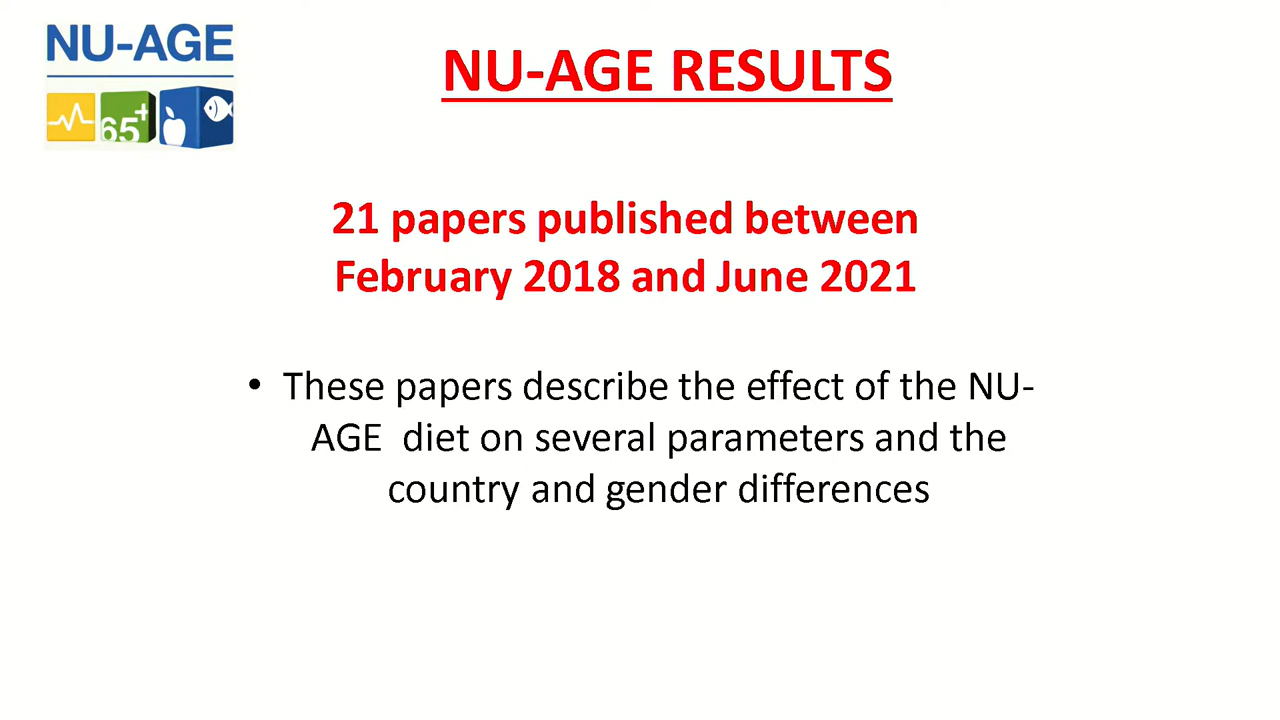 NU-AGE
65+
NU-AGE RESULTS
21 papers published between
February 2018 and June 2021
• These papers describe the effect of the NU-
AGE diet on several parameters and the
country and gender differences